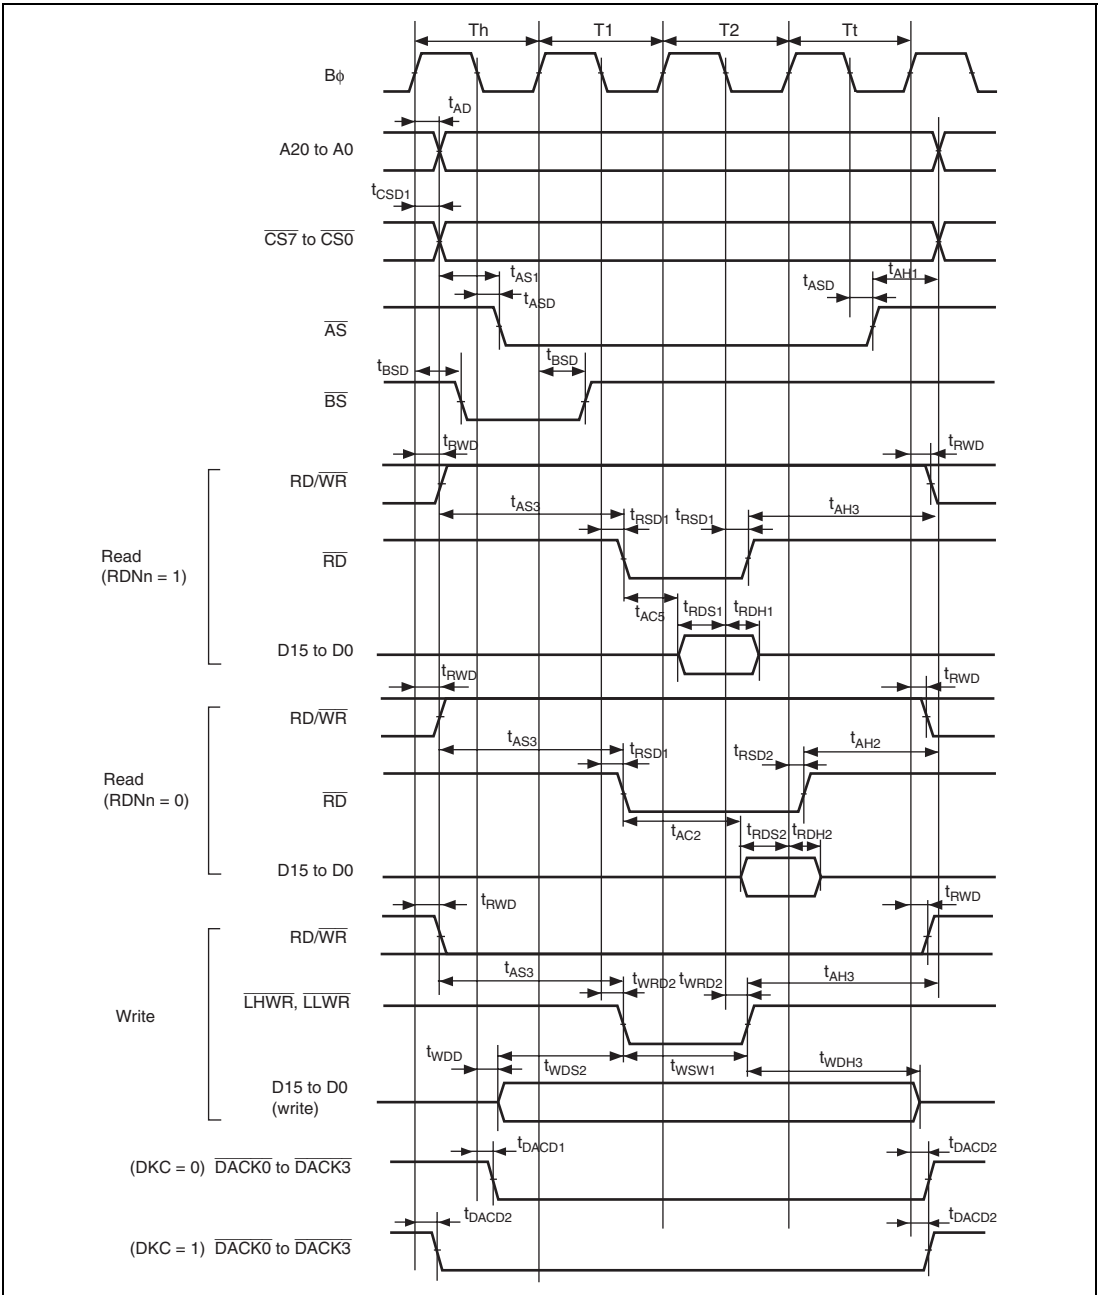 Th T1 T2 Tt
Bϕ
tAD
A20 to A0
tCSD1
CS7 to CS0
tAS1 tASD tASD tAH1
AS
tBSD tBSD
BS
tRWD tRWD
RD/WR
tAS3 tRSD1 tRSD1 tAH3
Read
(RDNn = 1)
RD
tAC5 tRDS1 tRDH1
D15 to D0
tRWD tRWD
RD/WR
tAS3 tRSD1 tRSD2 tAH2
Read
(RDNn = 0)
RD
tAC2 tRDS2 tRDH2
D15 to D0
tRWD tRWD
RD/WR
tAS3 tWRD2 tWRD2 tAH3
LHWR, LLWR
Write
tWDD tWDS2 tWSW1 tWDH3
D15 to D0
(write)
tDACD1 tDACD2
(DKC = 0) DACK0 to DACK3
tDACD2 tDACD2
(DKC = 1) DACK0 to DACK3